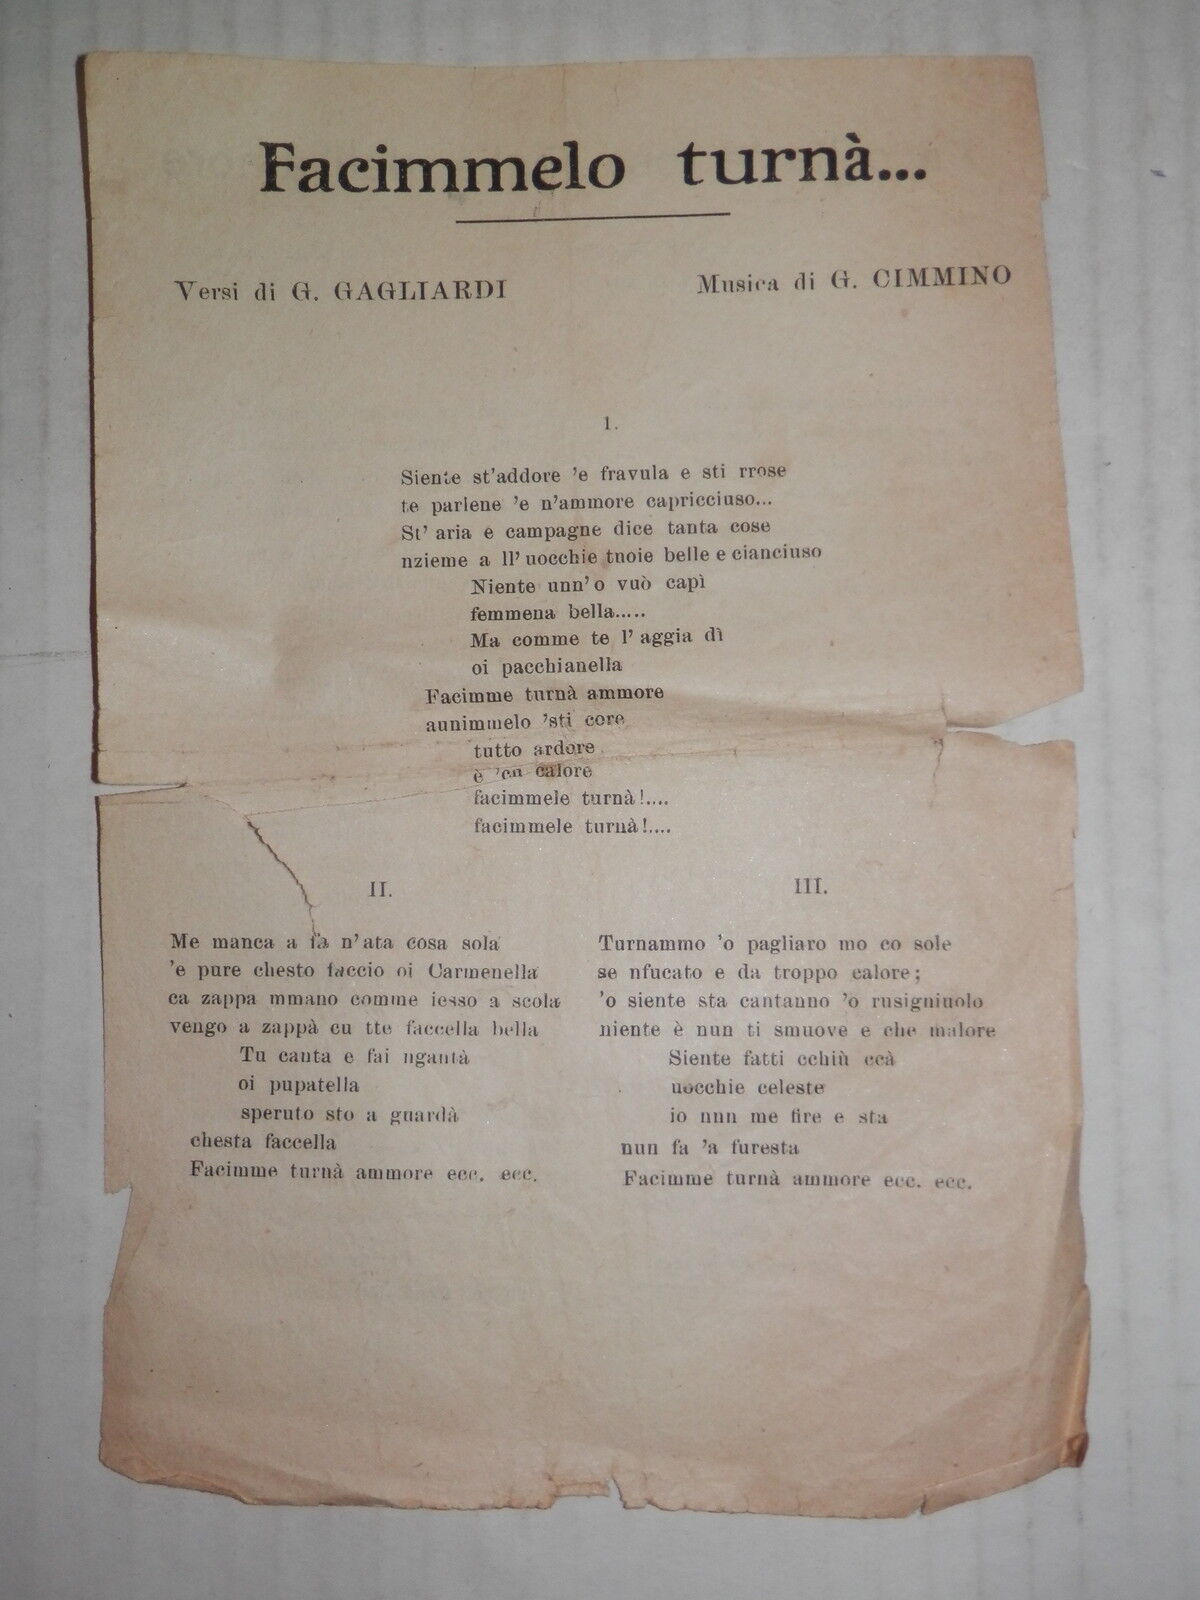 Facimmelo turnà...
Versi di G. GAGLIARDI
Musica di G. CIMMINO
1.
Siente st'addore 'e fravula e sti rrose
te parlene 'e n'ammore capricciuso...
St' aria e campagne dice tanta cose
nzieme a ll' uocchie tuoie belle e cianciuso
Niente unn' o vuò capì
femmena bella.....
Ma comme te l' aggia dì
oi pacchianella
Facimme turnà ammore
aunimmelo 'sti core
tutto ardore
è 'cu calore
facimmele turnà!....
facimmele turnà!....
II.
Me manca a fa n' ata cosa sola
'e pure chesto faccio oi Carmenella
ca zappa mmano comme iesso a scola
vengo a zappà cu tte faccella bella
Tu canta e fai ngantà
oi pupatella
speruto sto a guardà
chesta faccella
Facimme turnà ammore ecc. ecc.
III.
Turnammo 'o pagliaro mo co sole
se nfucato e da troppo calore;
'o siente sta cantanno 'o rusigniuolo
niente è nun ti smuove e che malore
Siente fatti cchiù ccà
uocchie celeste
io nun me fire e sta
nun fa 'a furesta
Facimme turnà ammore ecc. ecc.